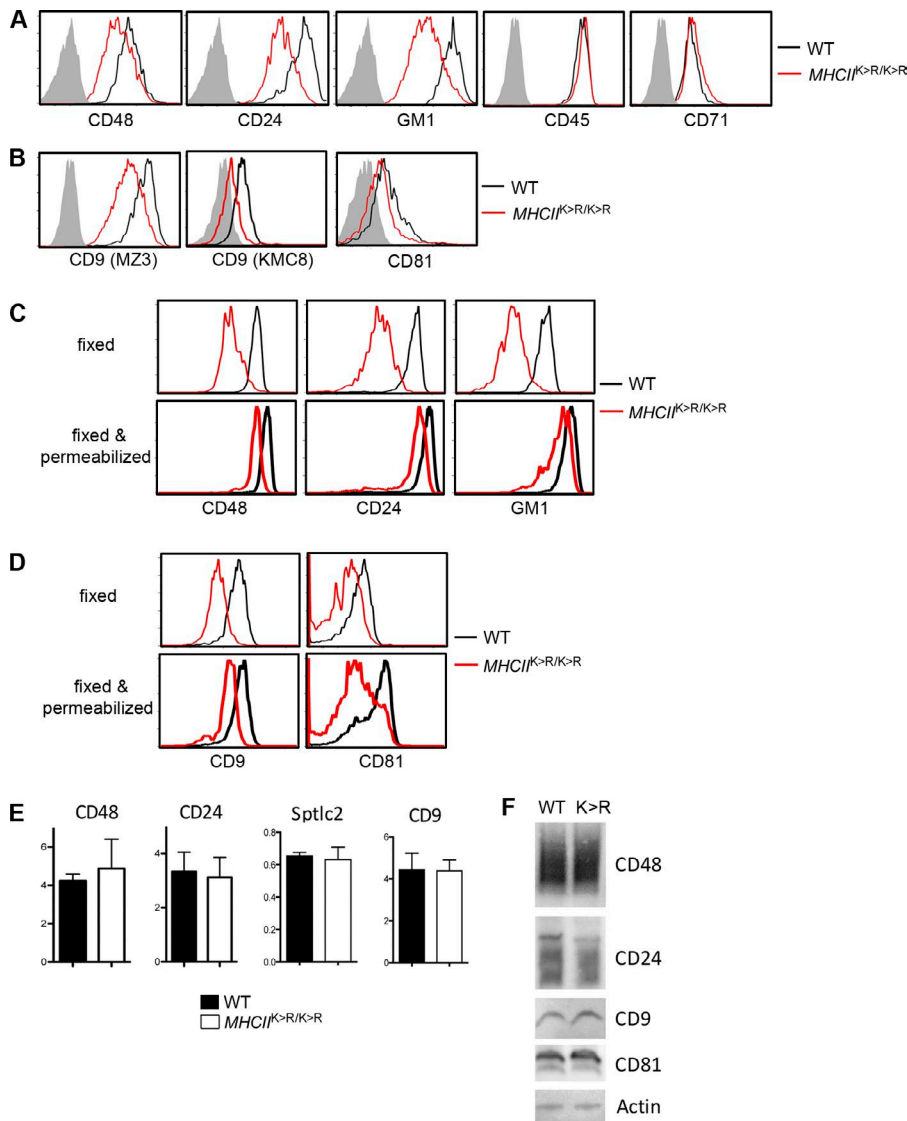 A
WT
MHCII^K>R/K>R
CD48
CD24
GM1
CD45
CD71
B
WT
MHCII^K>R/K>R
CD9 (MZ3)
CD9 (KMC8)
CD81
C
fixed
WT
MHCII^K>R/K>R
fixed &
permeabilized
CD48
CD24
GM1
D
fixed
WT
MHCII^K>R/K>R
fixed &
permeabilized
CD9
CD81
E
CD48
CD24
Sptlc2
CD9
6
4
2
0
4
2
0
0.8
0.6
0.4
0.2
0.0
6
4
2
0
WT
MHCII^K>R/K>R
F
WT K>R
CD48
CD24
CD9
CD81
Actin